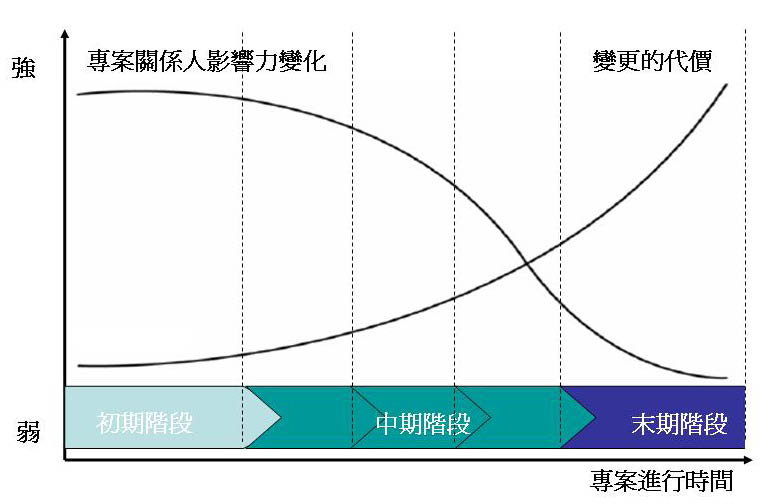 專案關係人影響力變化
變更的代價
強
初期階段
中期階段
末期階段
弱
專案進行時間